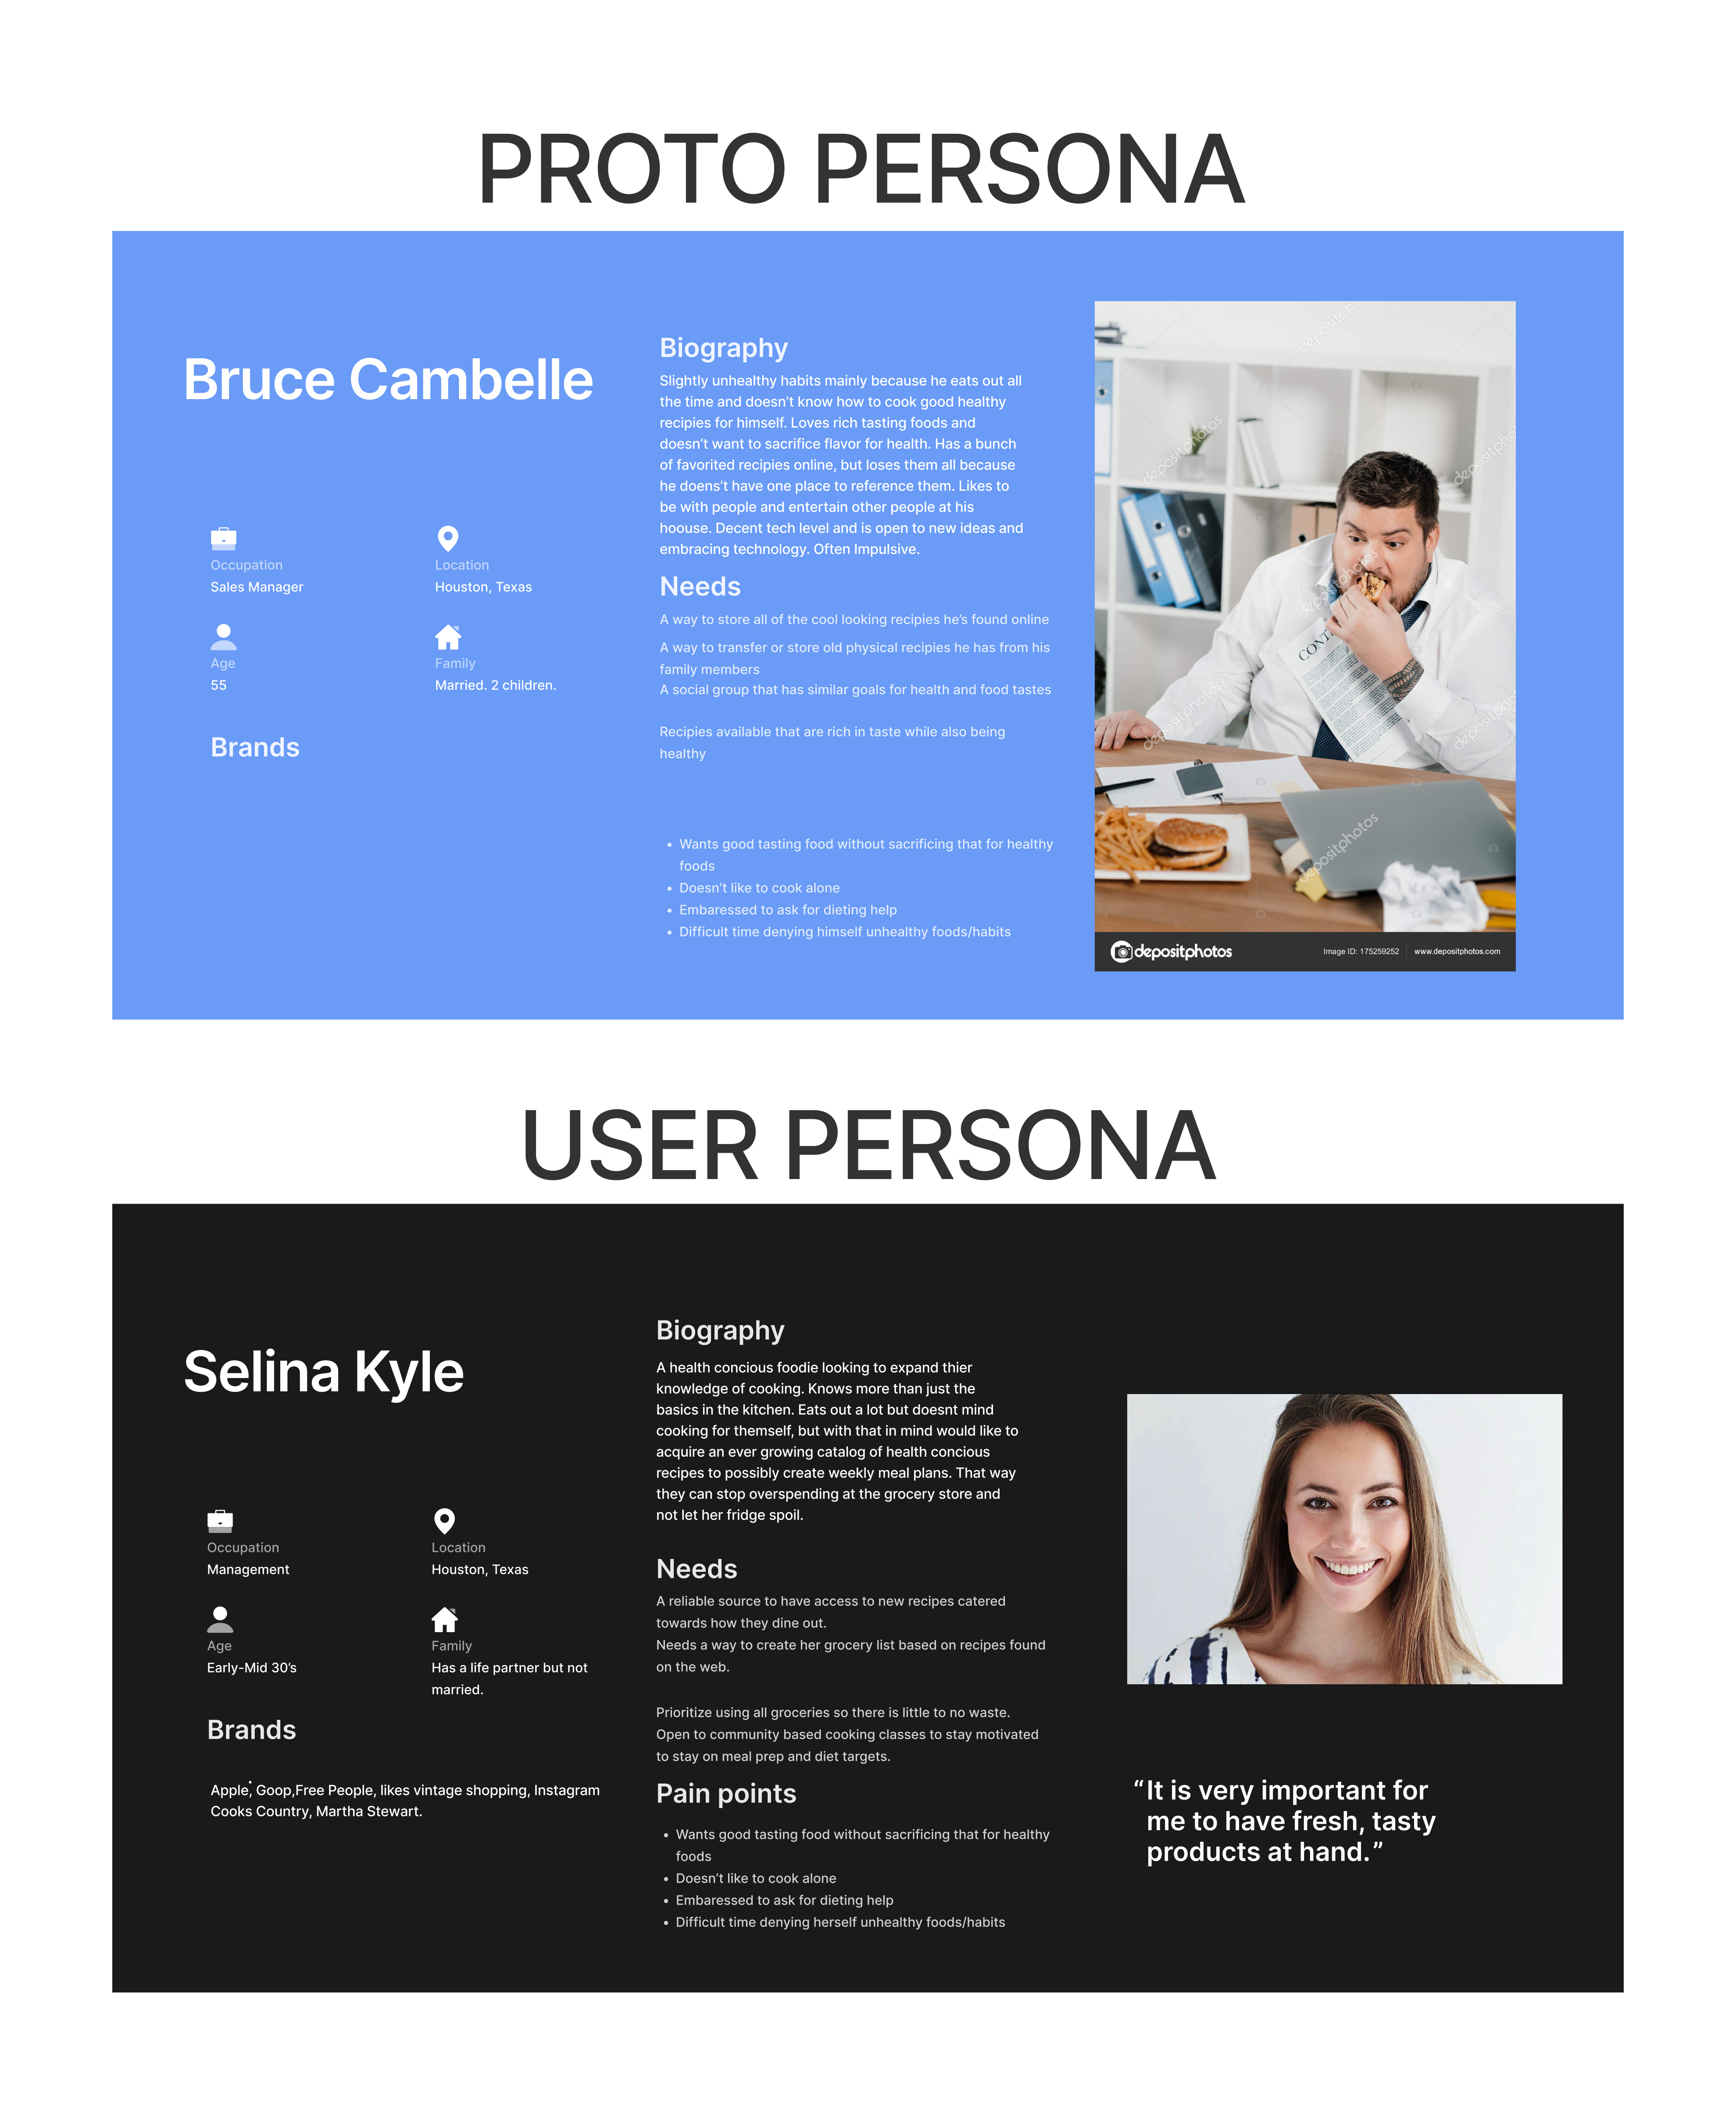 PROTO PERSONA
Bruce Cambelle
Occupation
Sales Manager
Location
Houston, Texas
Age
55
Family
Married. 2 children.
Brands
Biography
Slightly unhealthy habits mainly because he eats out all
the time and doesn’t know how to cook good healthy
recipies for himself. Loves rich tasting foods and
doesn’t want to sacrifice flavor for health. Has a bunch
of favorited recipies online, but loses them all because
he doens’t have one place to reference them. Likes to
be with people and entertain other people at his
hoouse. Decent tech level and is open to new ideas and
embracing technology. Often Impulsive.
Needs
A way to store all of the cool looking recipies he’s found online
A way to transfer or store old physical recipies he has from his
family members
A social group that has similar goals for health and food tastes
Recipies available that are rich in taste while also being
healthy
• Wants good tasting food without sacrificing that for healthy
foods
• Doesn’t like to cook alone
• Embaressed to ask for dieting help
• Difficult time denying himself unhealthy foods/habits
depositphotos
depositphotos
depositphotos
depositphotos
depositphotos
depositphotos
depositphotos
CONT
depositphotos
Image ID: 175259252 www.depositphotos.com
USER PERSONA
Selina Kyle
Occupation
Management
Location
Houston, Texas
Age
Early-Mid 30’s
Family
Has a life partner but not
married.
Brands
Apple, Goop,Free People, likes vintage shopping, Instagram
Cooks Country, Martha Stewart.
Biography
A health concious foodie looking to expand thier
knowledge of cooking. Knows more than just the
basics in the kitchen. Eats out a lot but doesnt mind
cooking for themself, but with that in mind would like to
acquire an ever growing catalog of health concious
recipes to possibly create weekly meal plans. That way
they can stop overspending at the grocery store and
not let her fridge spoil.
Needs
A reliable source to have access to new recipes catered
towards how they dine out.
Needs a way to create her grocery list based on recipes found
on the web.
Prioritize using all groceries so there is little to no waste.
Open to community based cooking classes to stay motivated
to stay on meal prep and diet targets.
Pain points
• Wants good tasting food without sacrificing that for healthy
foods
• Doesn’t like to cook alone
• Embaressed to ask for dieting help
• Difficult time denying herself unhealthy foods/habits
“It is very important for
me to have fresh, tasty
products at hand.”